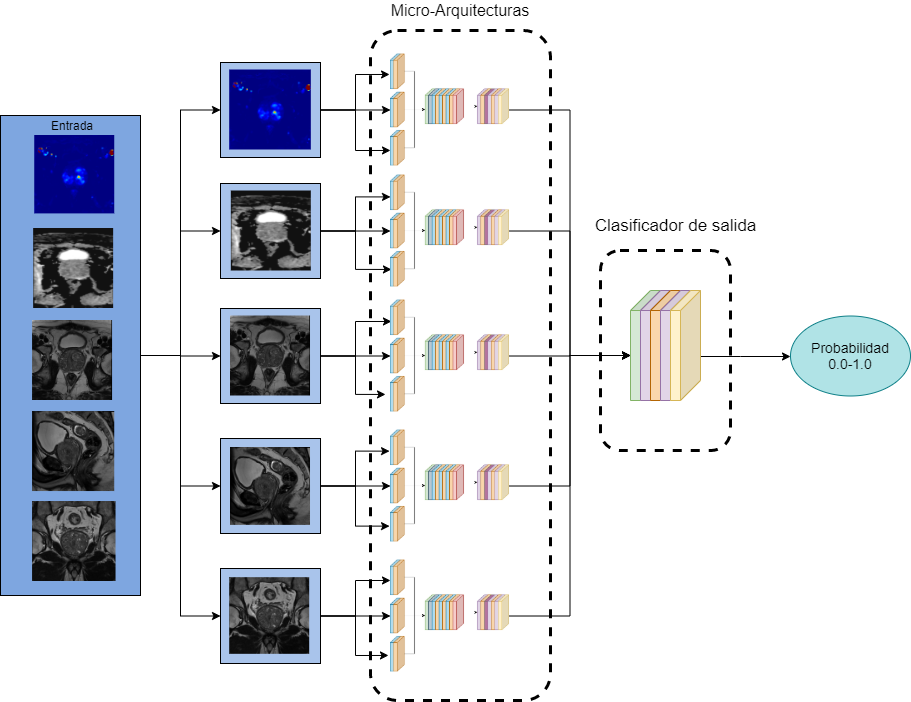 Micro-Arquitecturas
Entrada
Clasificador de salida
Probabilidad
0.0-1.0